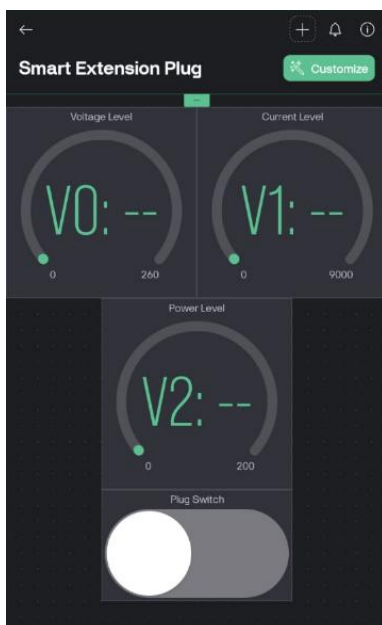 Smart Extension Plug
Customize
Voltage Level
Current Level
V0: --
V1: --
0
260
0
9000
Power Level
V2: --
0
200
Plug Switch